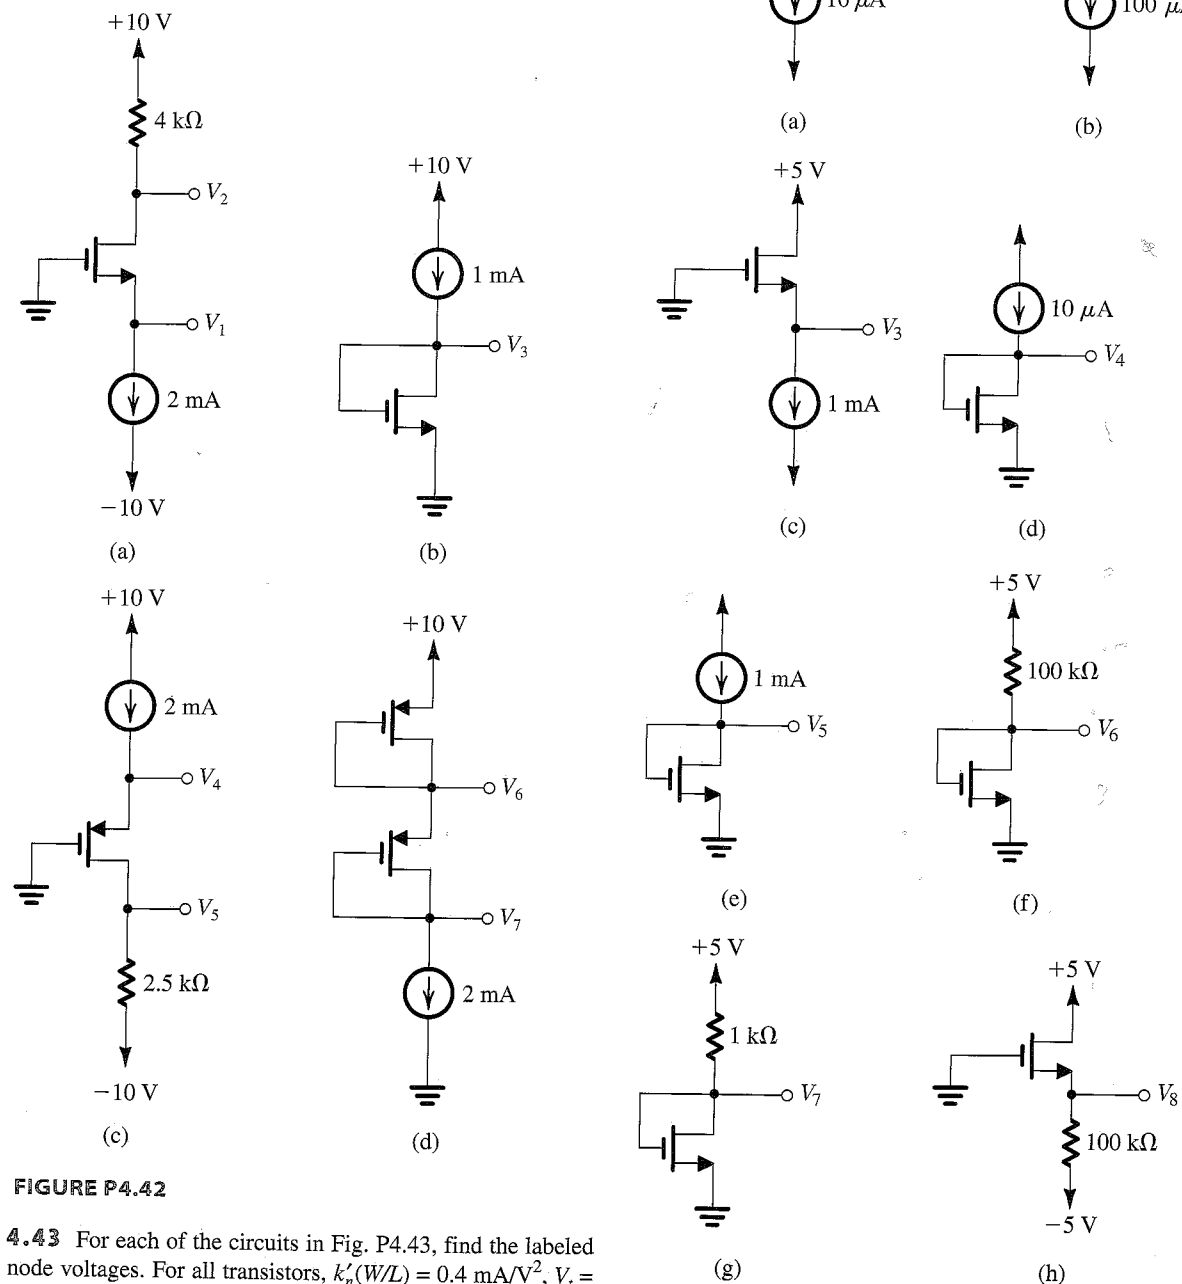 +10 V
4 kΩ
V₂
V₁
2 mA
−10 V
(a)
+10 V
1 mA
V₃
(b)
+10 V
2 mA
V₄
V₅
2.5 kΩ
−10 V
(c)
+10 V
V₆
V₇
2 mA
(d)
FIGURE P4.42
4.43 For each of the circuits in Fig. P4.43, find the labeled
node voltages. For all transistors, k′ₙ(W/L) = 0.4 mA/V², Vₜ =
10 μA
(a)
100
(b)
+5 V
V₃
1 mA
(c)
10 μA
V₄
(d)
1 mA
V₅
(e)
+5 V
100 kΩ
V₆
(f)
+5 V
1 kΩ
V₇
(g)
+5 V
V₈
100 kΩ
−5 V
(h)